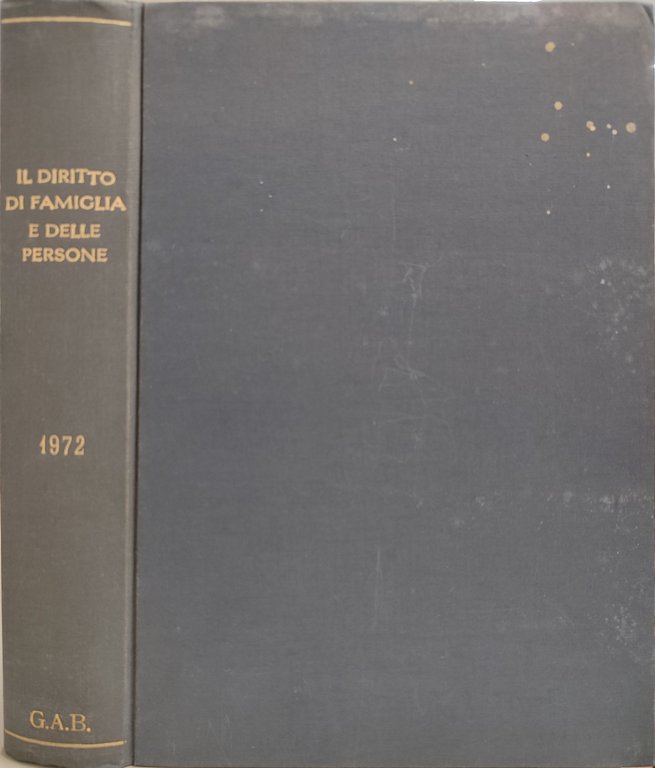 IL DIRITTO
DI FAMIGLIA
E DELLE
PERSONE
1972
G.A.B.